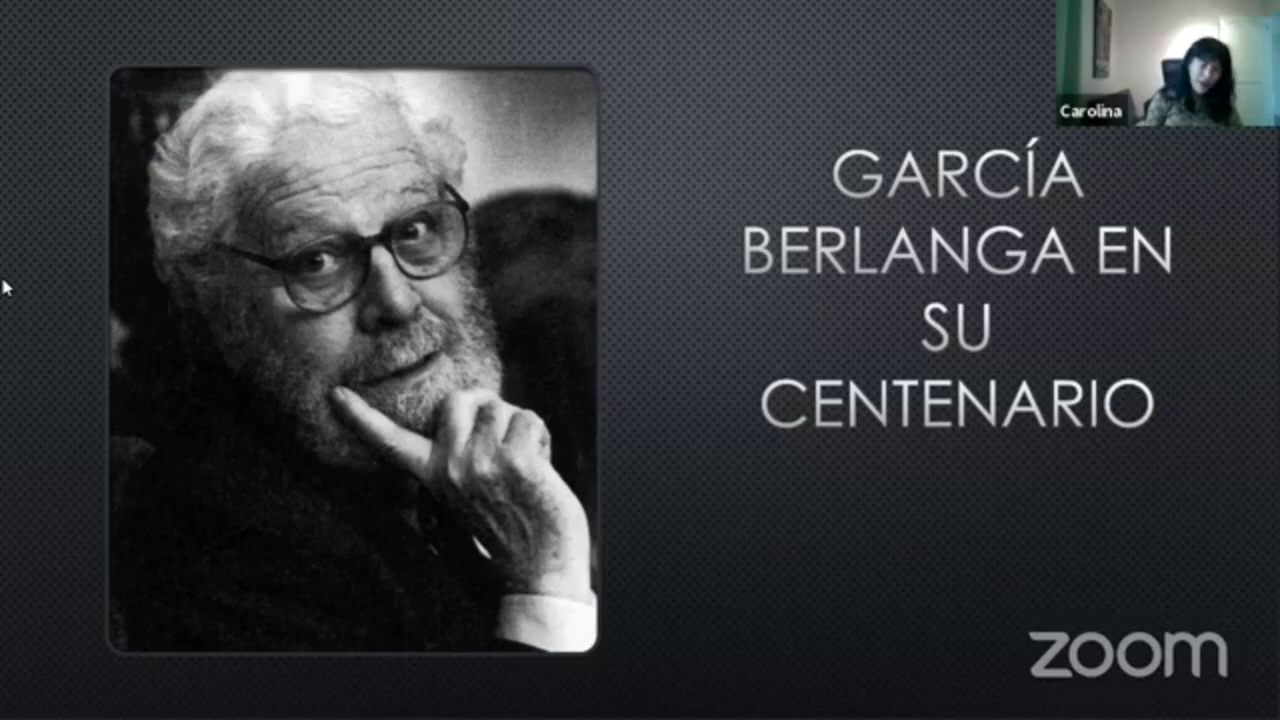 Carolina
GARCÍA
BERLANGA EN
SU
CENTENARIO
zoom